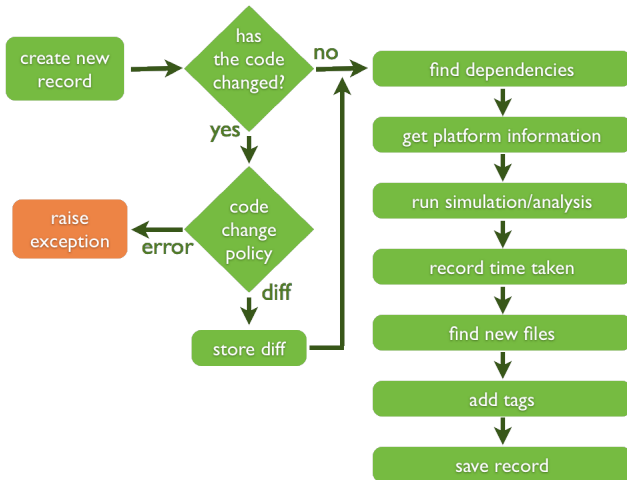 create new
record
has
the code
changed?
no
yes
code
change
policy
error
raise
exception
diff
store diff
find dependencies
get platform information
run simulation/analysis
record time taken
find new files
add tags
save record